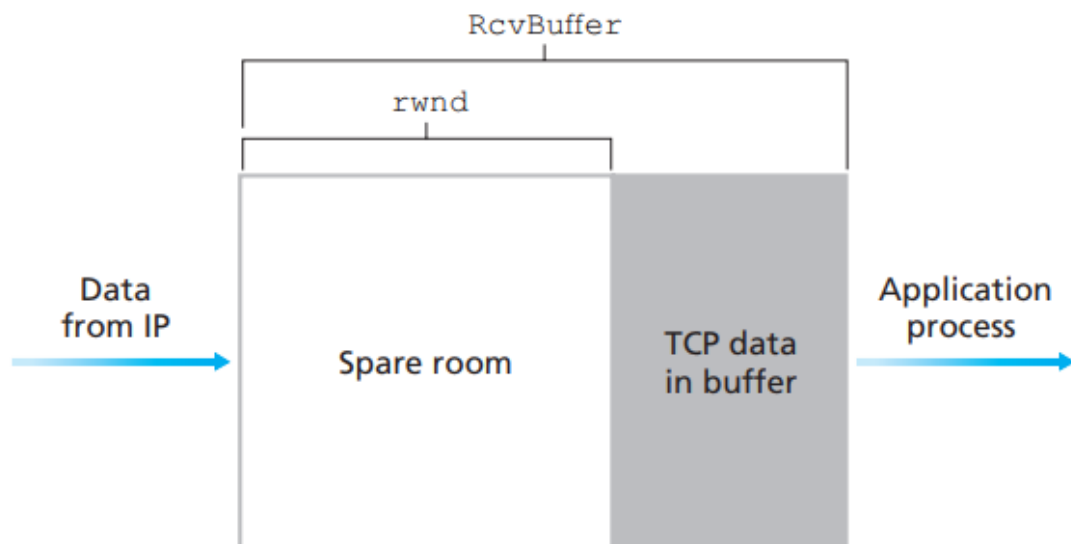 RcvBuffer
rwnd
Data
from IP
Spare room
TCP data
in buffer
Application
process